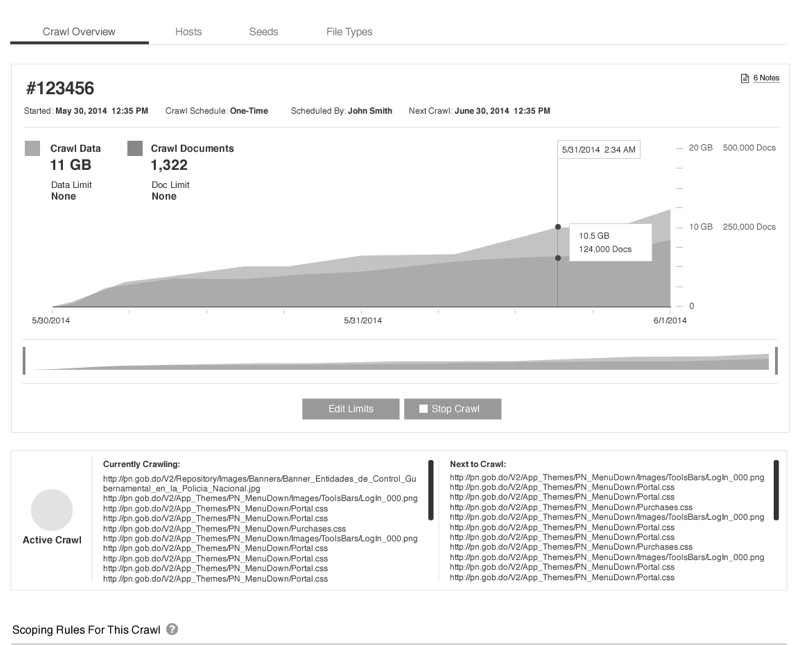 Crawl Overview Hosts Seeds File Types
#123456
6 Notes
Started: May 30, 2014 12:35 PM Crawl Schedule: One-Time Scheduled By: John Smith Next Crawl: June 30, 2014 12:35 PM
Crawl Data
11 GB
Data Limit
None
Crawl Documents
1,322
Doc Limit
None
5/31/2014 2:34 AM
20 GB 500,000 Docs
10 GB 250,000 Docs
10.5 GB
124,000 Docs
0
5/30/2014 5/31/2014 6/1/2014
Edit Limits Stop Crawl
Active Crawl
Currently Crawling:
http://pn.gob.do/V2/Repository/Images/Banners/Banner_Entidades_de_Control_Gu
bernamental_en_la_Policia_Nacional.jpg
http://pn.gob.do/V2/App_Themes/PN_MenuDown/Images/ToolsBars/LogIn_000.png
http://pn.gob.do/V2/App_Themes/PN_MenuDown/Portal.css
http://pn.gob.do/V2/App_Themes/PN_MenuDown/Portal.css
http://pn.gob.do/V2/App_Themes/PN_MenuDown/Purchases.css
http://pn.gob.do/V2/App_Themes/PN_MenuDown/Images/ToolsBars/LogIn_000.png
http://pn.gob.do/V2/App_Themes/PN_MenuDown/Portal.css
http://pn.gob.do/V2/App_Themes/PN_MenuDown/Portal.css
http://pn.gob.do/V2/App_Themes/PN_MenuDown/Portal.css
http://pn.gob.do/V2/App_Themes/PN_MenuDown/Portal.css
Next to Crawl:
http://pn.gob.do/V2/App_Themes/PN_MenuDown/Images/ToolsBars/LogIn_000.png
http://pn.gob.do/V2/App_Themes/PN_MenuDown/Portal.css
http://pn.gob.do/V2/App_Themes/PN_MenuDown/Portal.css
http://pn.gob.do/V2/App_Themes/PN_MenuDown/Purchases.css
http://pn.gob.do/V2/App_Themes/PN_MenuDown/Images/ToolsBars/LogIn_000.png
http://pn.gob.do/V2/App_Themes/PN_MenuDown/Portal.css
http://pn.gob.do/V2/App_Themes/PN_MenuDown/Portal.css
http://pn.gob.do/V2/App_Themes/PN_MenuDown/Purchases.css
http://pn.gob.do/V2/App_Themes/PN_MenuDown/Images/ToolsBars/LogIn_000.png
http://pn.gob.do/V2/App_Themes/PN_MenuDown/Portal.css
http://pn.gob.do/V2/App_Themes/PN_MenuDown/Portal.css
Scoping Rules For This Crawl ?